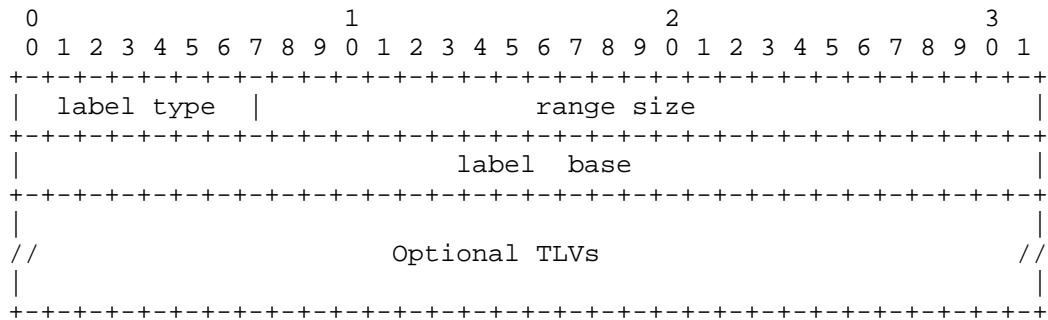 0                   1                   2                   3
 0 1 2 3 4 5 6 7 8 9 0 1 2 3 4 5 6 7 8 9 0 1 2 3 4 5 6 7 8 9 0 1
+-+-+-+-+-+-+-+-+-+-+-+-+-+-+-+-+-+-+-+-+-+-+-+-+-+-+-+-+-+-+-+-+
|  label type   |                 range size                    |
+-+-+-+-+-+-+-+-+-+-+-+-+-+-+-+-+-+-+-+-+-+-+-+-+-+-+-+-+-+-+-+-+
|                           label  base                         |
+-+-+-+-+-+-+-+-+-+-+-+-+-+-+-+-+-+-+-+-+-+-+-+-+-+-+-+-+-+-+-+-+
|                                                               |
//                      Optional TLVs                          //
|                                                               |
+-+-+-+-+-+-+-+-+-+-+-+-+-+-+-+-+-+-+-+-+-+-+-+-+-+-+-+-+-+-+-+-+